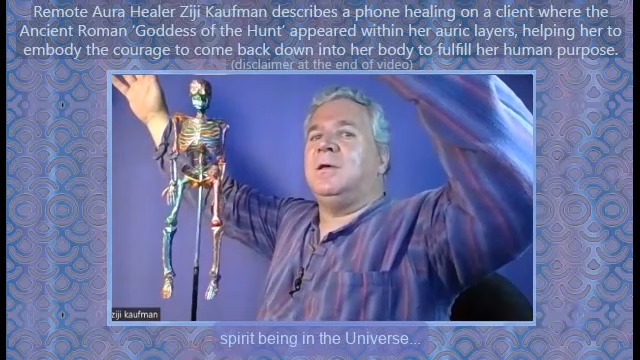 Remote Aura Healer Ziji Kaufman describes a phone healing on a client where the
Ancient Roman 'Goddess of the Hunt' appeared within her auric layers, helping her to
embody the courage to come back down into her body to fulfill her human purpose.
(disclaimer at the end of video)
ziji kaufman
spirit being in the Universe...